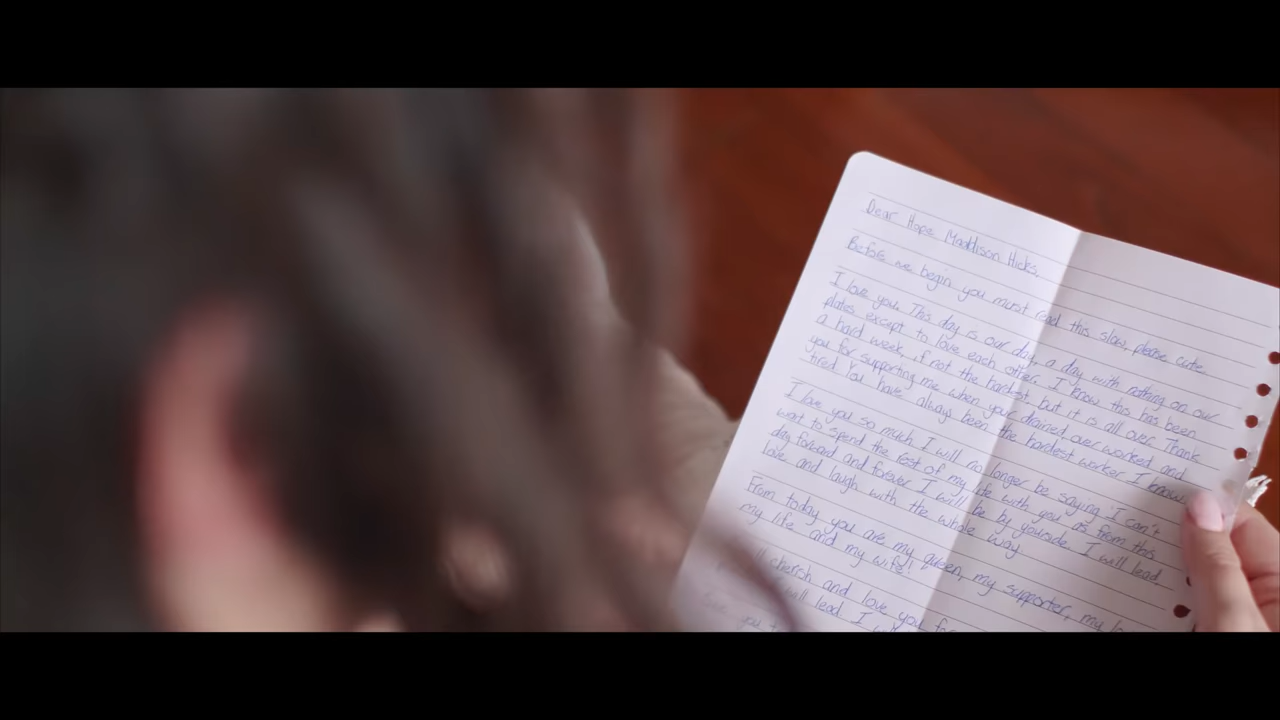 Dear Hope Maddison Hicks,
Before we begin you must read this slow, please cute
I love you. This day is our day, a day with nothing on our
plates except to love each other. I know this has been
a hard week, if not the hardest, but it is all over. Thank
you for supporting me when your drained over worked and
tired You have always been the hardest worker I know
I love you so much I will no longer be saying 'I can't
wait to spend the rest of my life with you as from this
day forward and forever I will be by yourside. I will lead
love and laugh with the whole way
From today you are my queen, my supporter, my
my life and my wife!
cherish and love you
will lead I
you